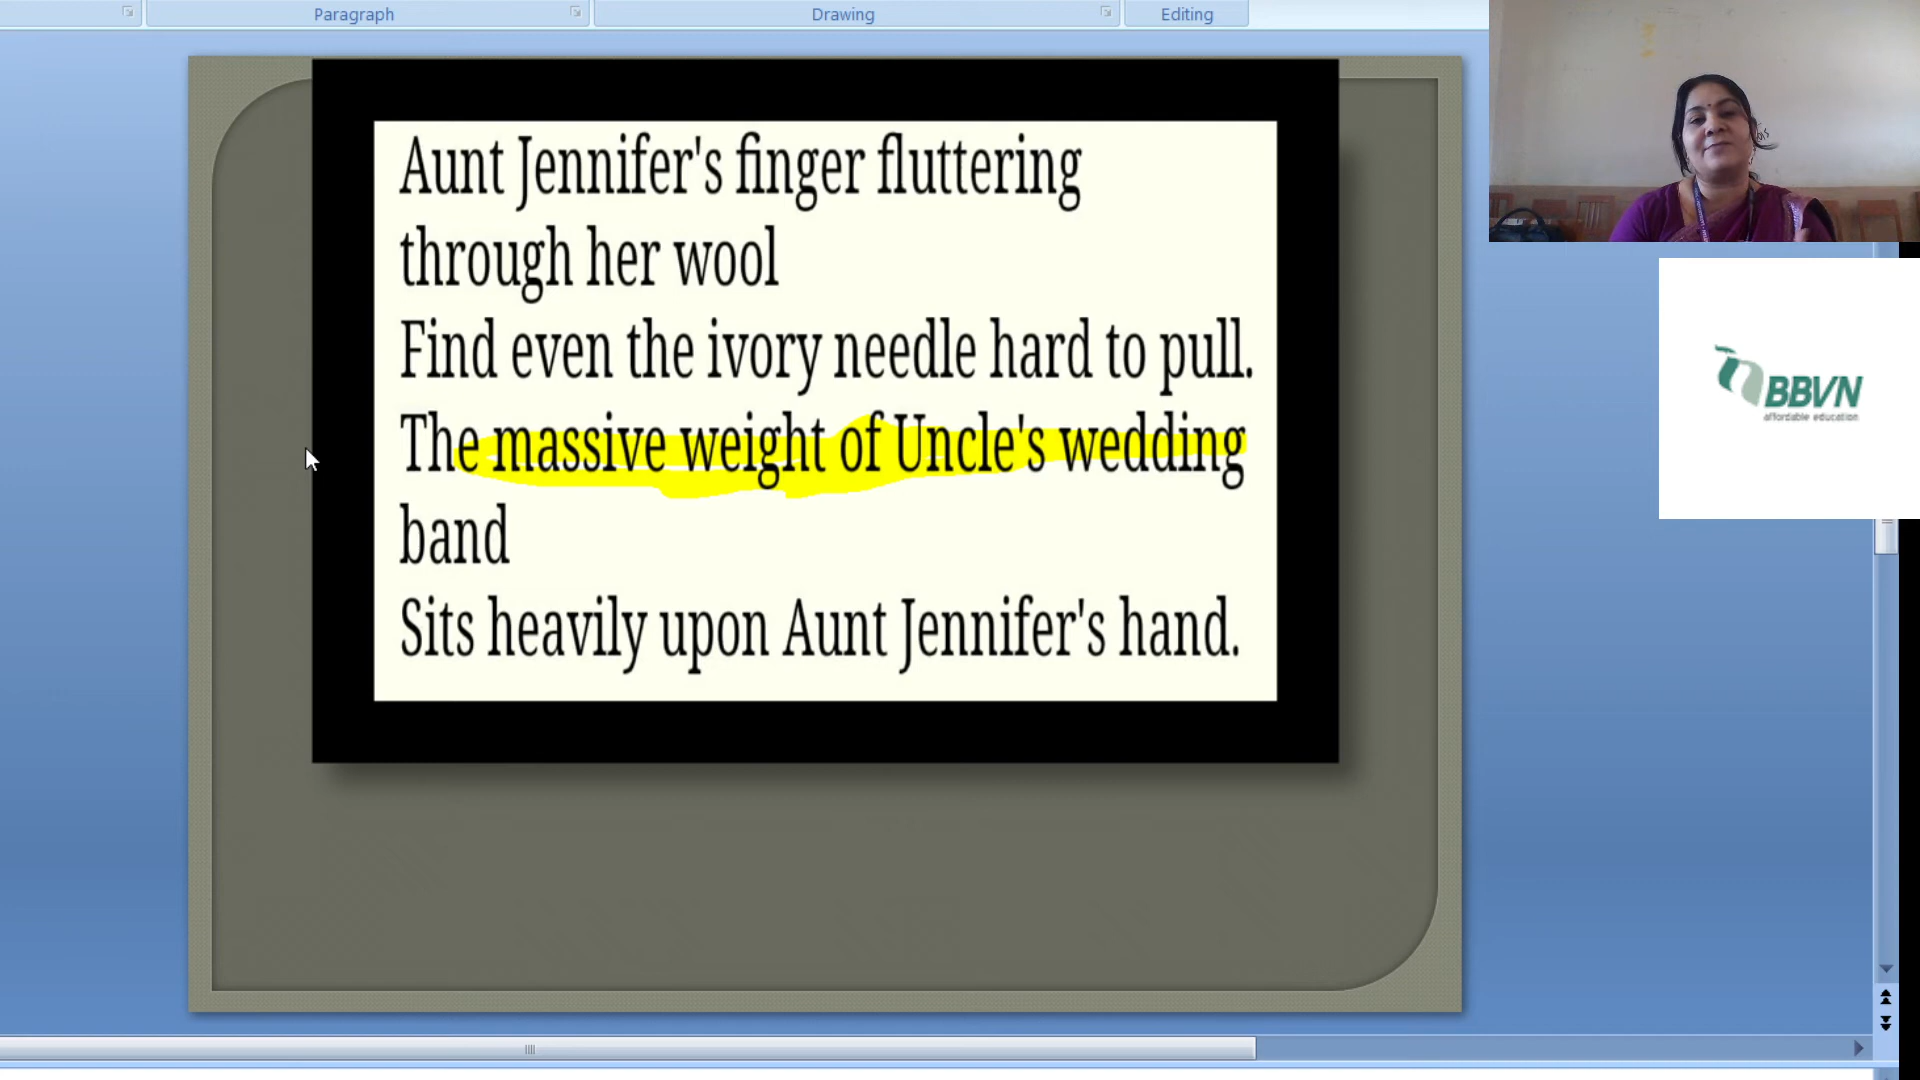 Paragraph
Drawing
Editing
Aunt Jennifer's finger fluttering
through her wool
Find even the ivory needle hard to pull.
The massive weight of Uncle's wedding
band
Sits heavily upon Aunt Jennifer's hand.
BBVN
affordable education